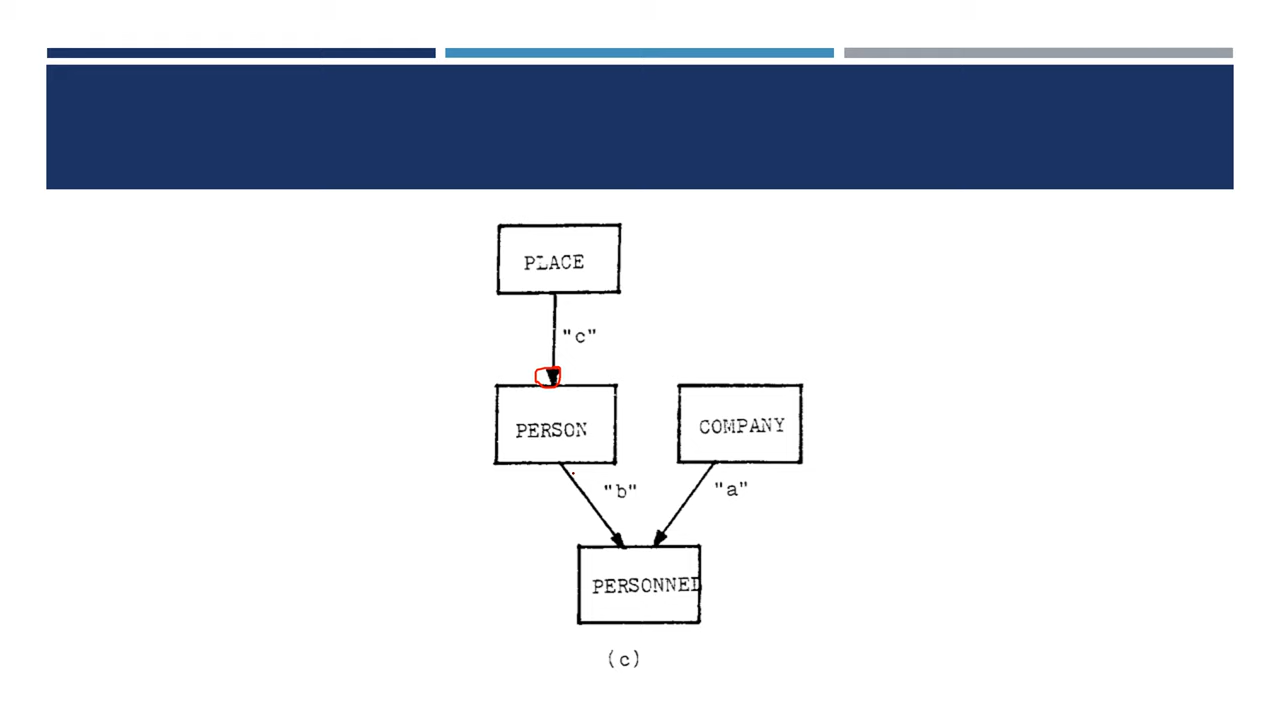 PLACE
"c"
PERSON
COMPANY
"b"
"a"
PERSONNEL
(c)